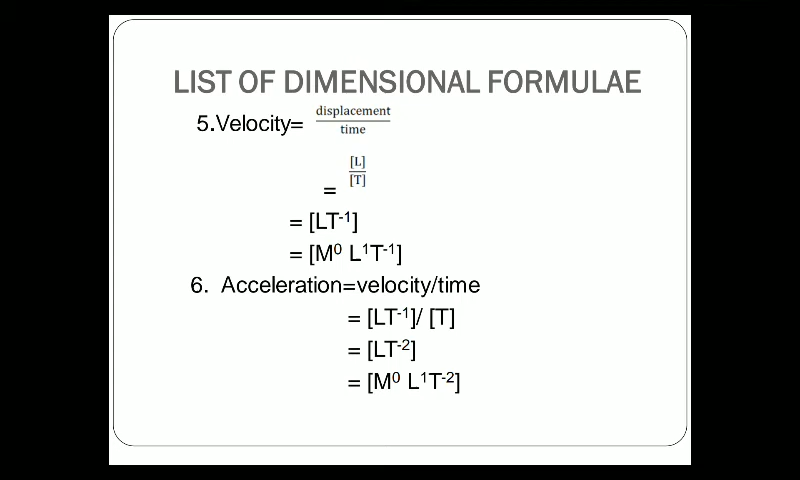 LIST OF DIMENSIONAL FORMULAE
5.Velocity= displacement/time
= [L]/[T]
= [LT⁻¹]
= [M⁰ L¹T⁻¹]
6. Acceleration=velocity/time
= [LT⁻¹]/ [T]
= [LT⁻²]
= [M⁰ L¹T⁻²]